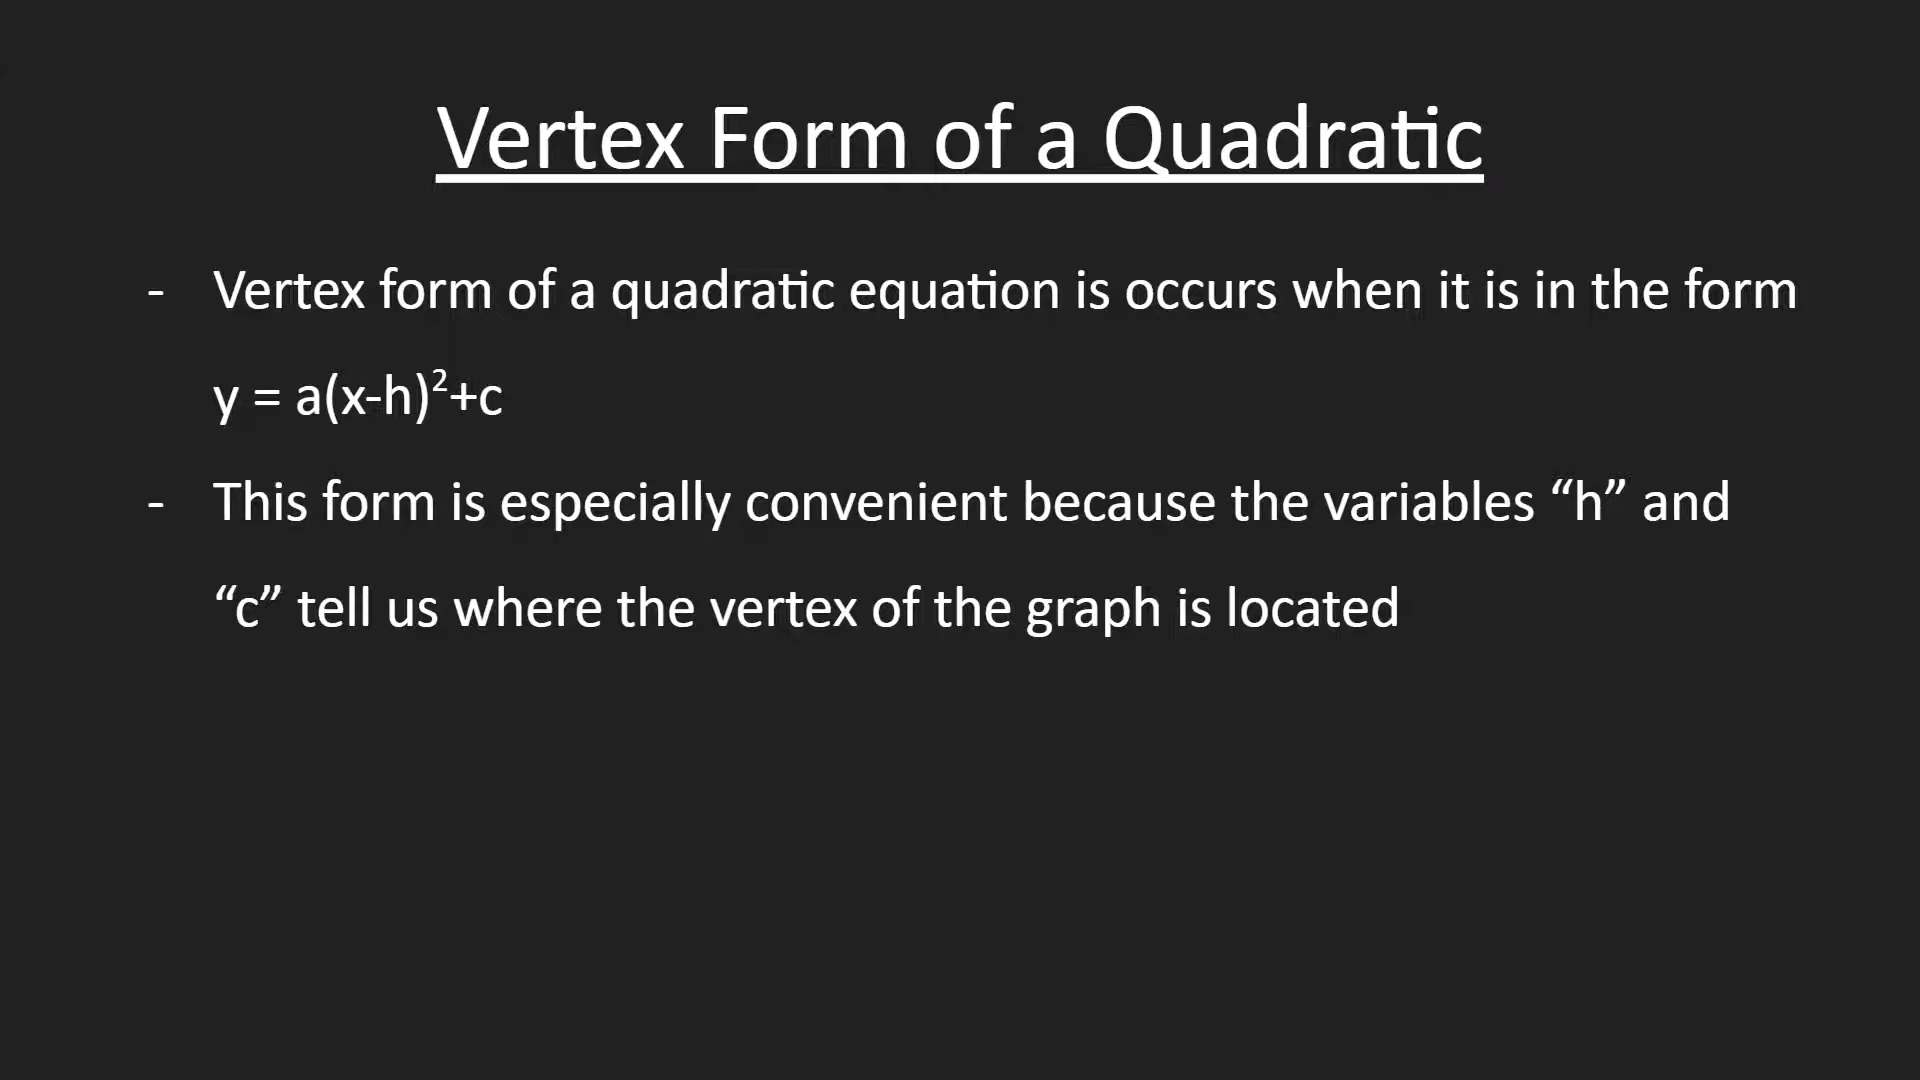 Vertex Form of a Quadratic
- Vertex form of a quadratic equation is occurs when it is in the form
y = a(x-h)²+c
- This form is especially convenient because the variables “h” and
“c” tell us where the vertex of the graph is located